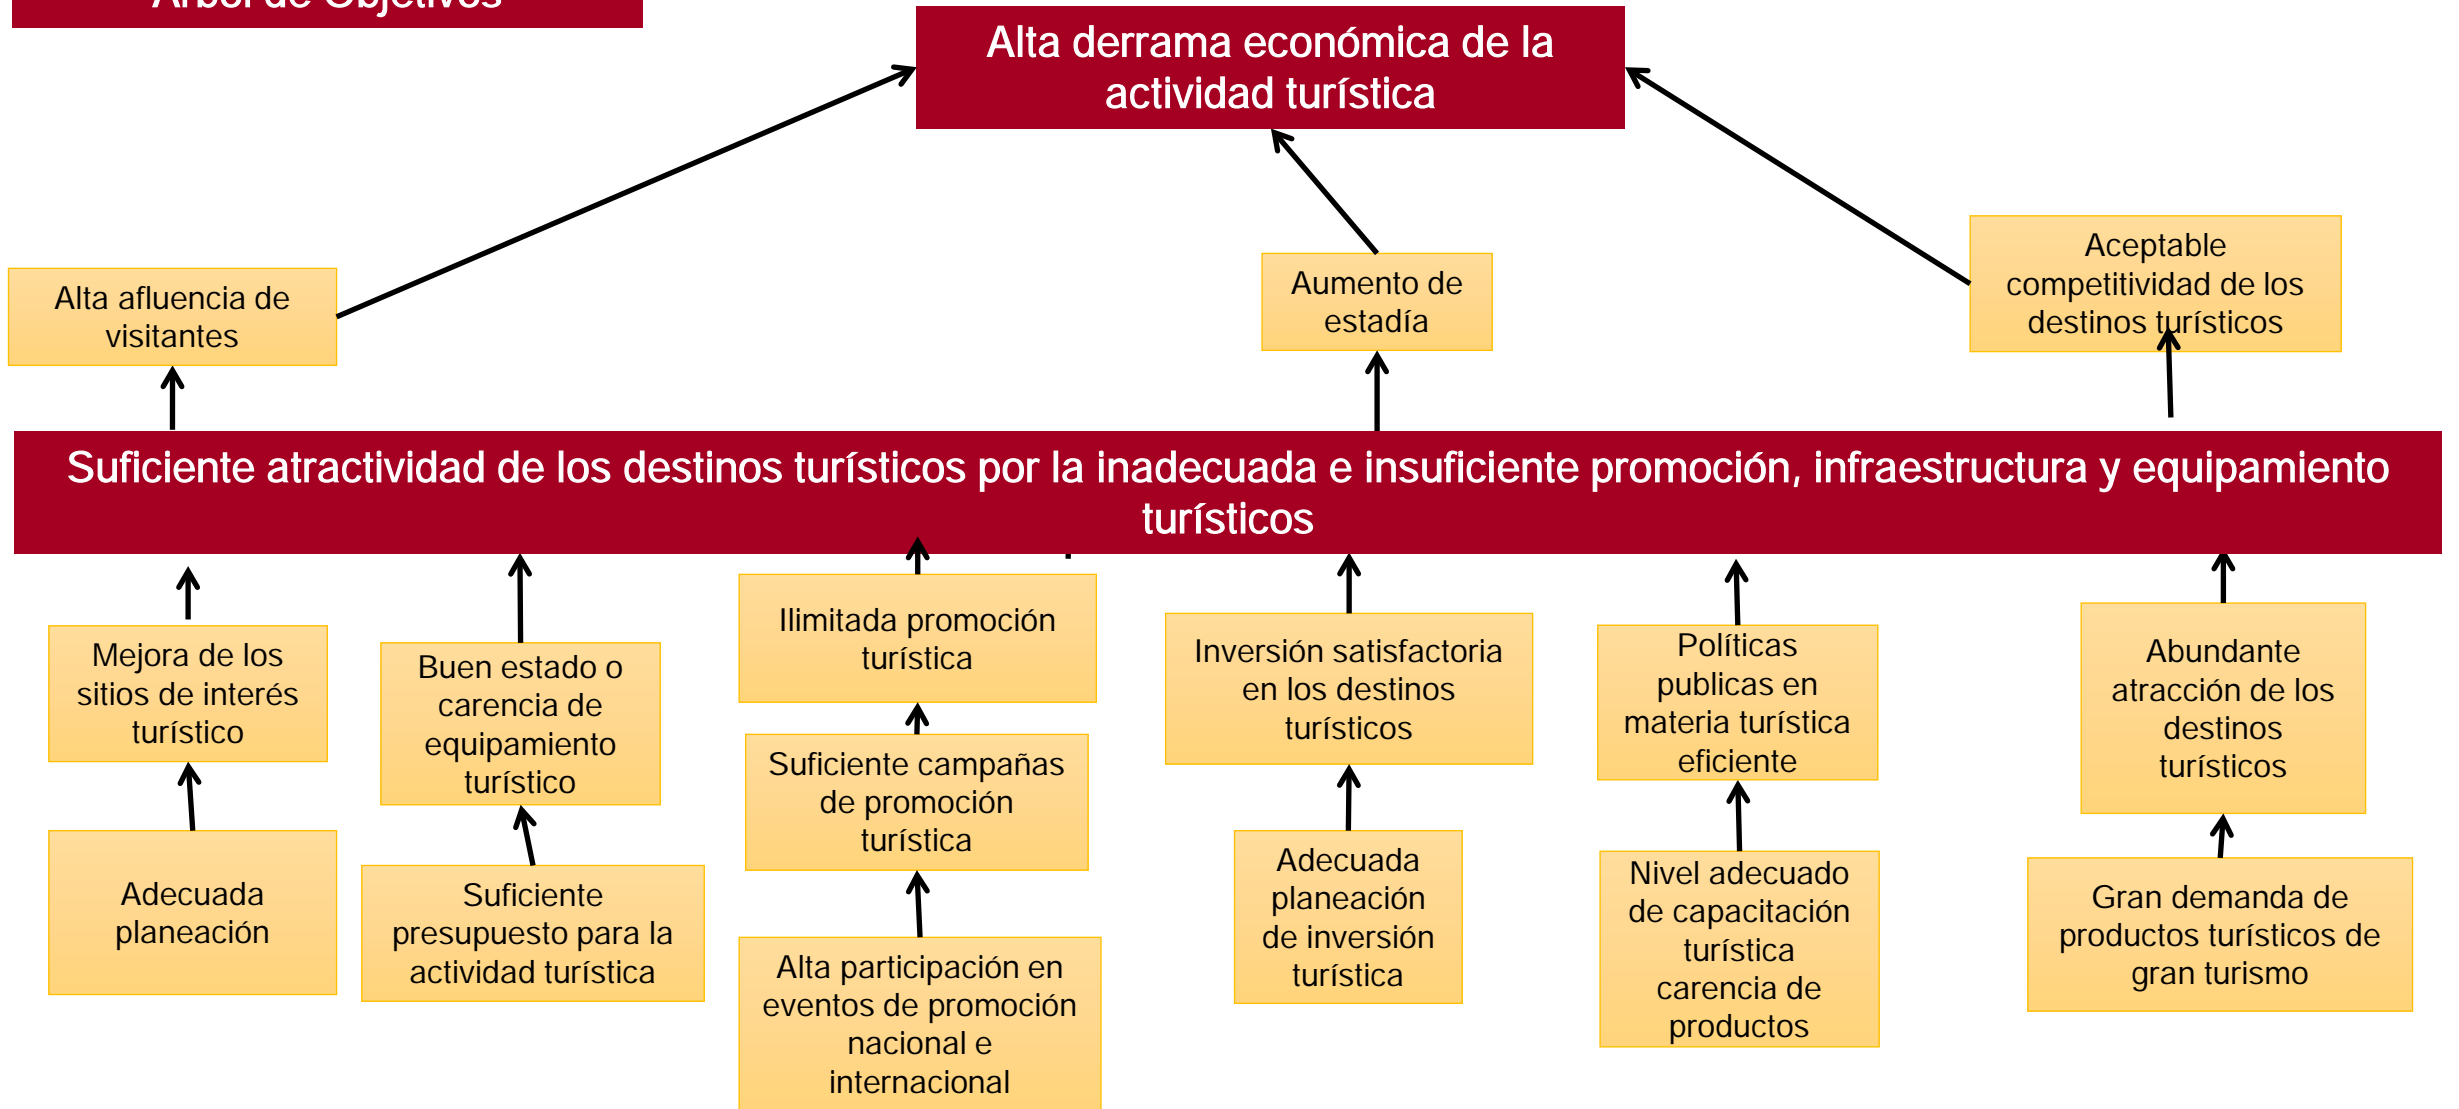 Árbol de Objetivos
Alta derrama económica de la
actividad turística
Alta afluencia de
visitantes
Aumento de
estadía
Aceptable
competitividad de los
destinos turísticos
Suficiente atractividad de los destinos turísticos por la inadecuada e insuficiente promoción, infraestructura y equipamiento
turísticos
Mejora de los
sitios de interés
turístico
Buen estado o
carencia de
equipamiento
turístico
Ilimitada promoción
turística
Inversión satisfactoria
en los destinos
turísticos
Políticas
publicas en
materia turística
eficiente
Abundante
atracción de los
destinos
turísticos
Suficiente campañas
de promoción
turística
Adecuada
planeación
Suficiente
presupuesto para la
actividad turística
Alta participación en
eventos de promoción
nacional e
internacional
Adecuada
planeación
de inversión
turística
Nivel adecuado
de capacitación
turística
carencia de
productos
Gran demanda de
productos turísticos de
gran turismo